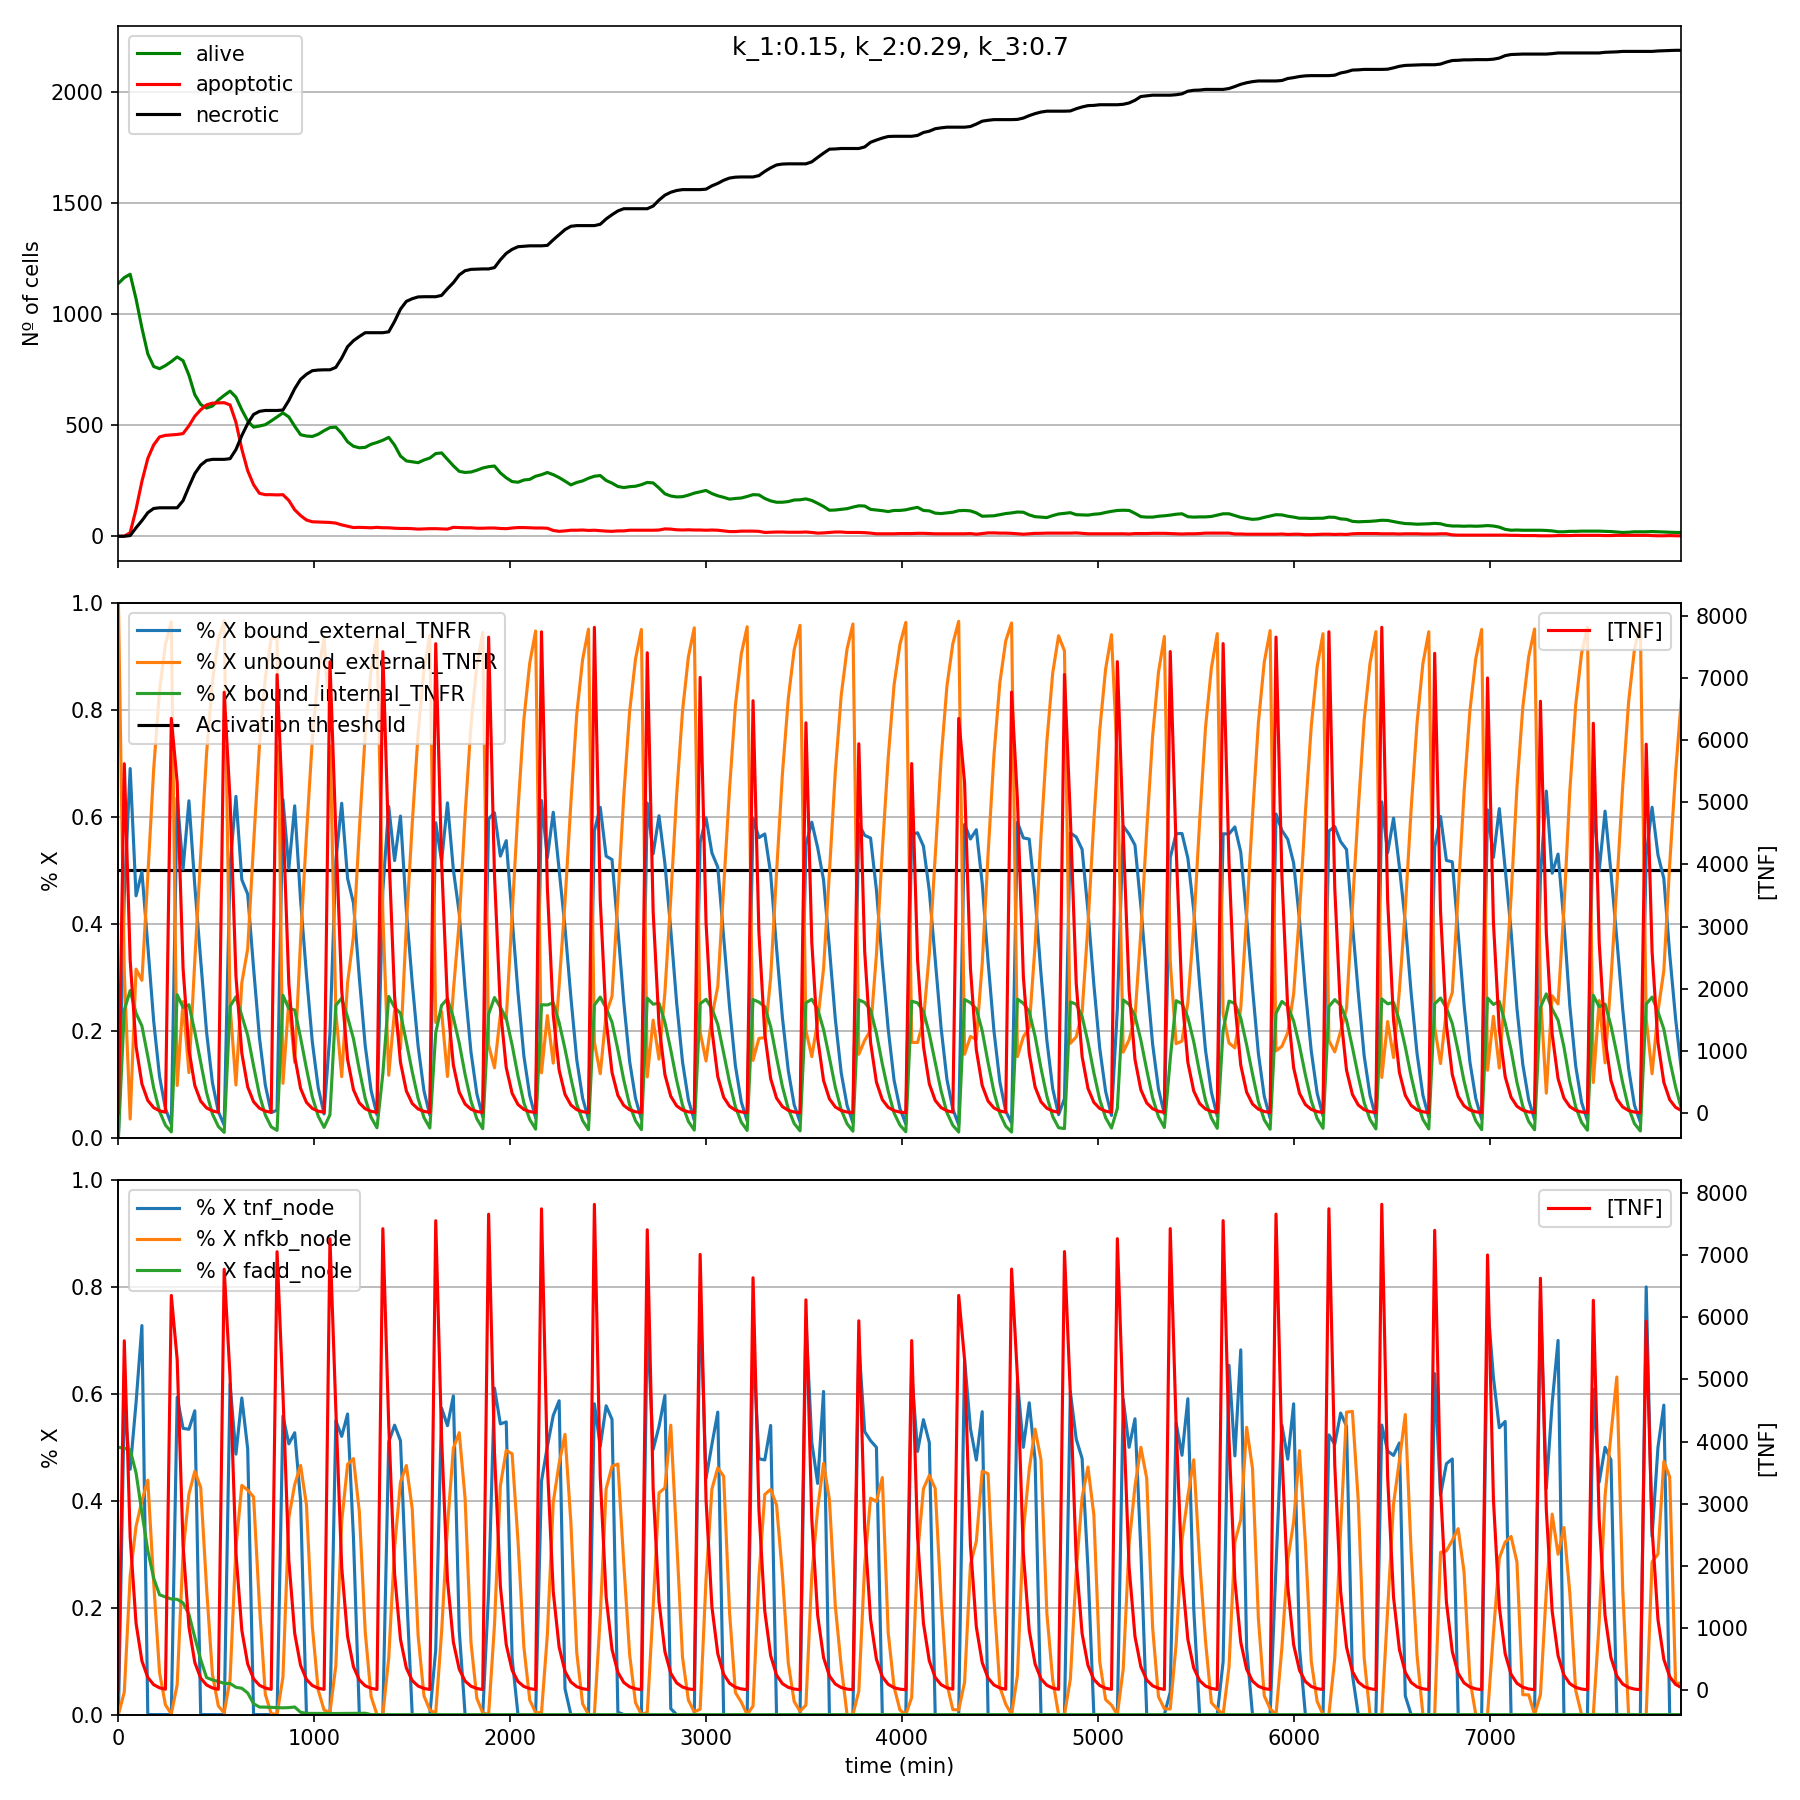 k_1:0.15, k_2:0.29, k_3:0.7
alive
apoptotic
necrotic
2000
1500
1000
500
0
Nº of cells
% X bound_external_TNFR
% X unbound_external_TNFR
% X bound_internal_TNFR
Activation threshold
[TNF]
1.0
0.8
0.6
0.4
0.2
0.0
% X
8000
7000
6000
5000
4000
3000
2000
1000
0
[TNF]
% X tnf_node
% X nfkb_node
% X fadd_node
[TNF]
1.0
0.8
0.6
0.4
0.2
0.0
% X
8000
7000
6000
5000
4000
3000
2000
1000
0
[TNF]
0 1000 2000 3000 4000 5000 6000 7000
time (min)